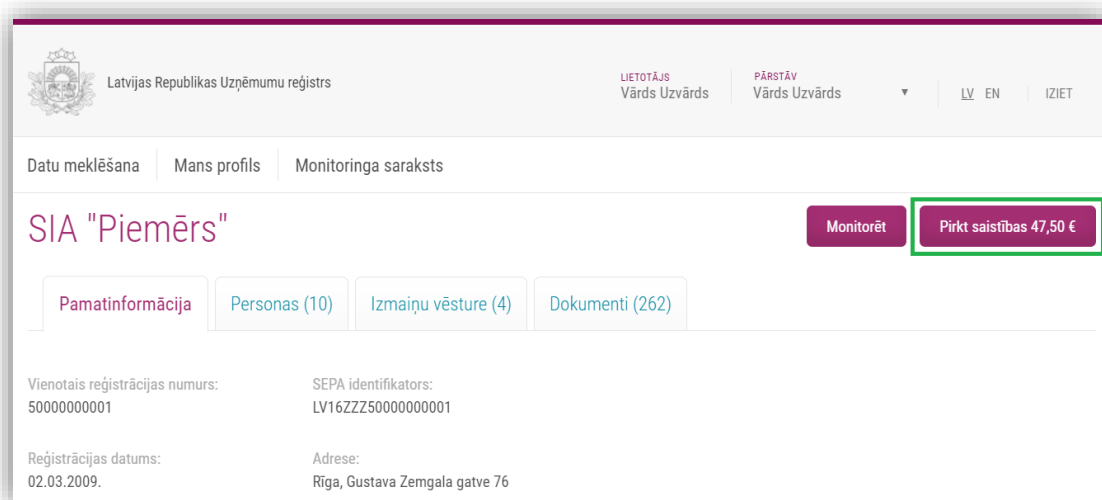 Latvijas Republikas Uzņēmumu reģistrs
LIETOTĀJS
Vārds Uzvārds
PĀRSTĀV
Vārds Uzvārds
LV EN
IZIET
Datu meklēšana
Mans profils
Monitoringa saraksts
SIA "Piemērs"
Monitorēt
Pirkt saistības 47,50 €
Pamatinformācija
Personas (10)
Izmaiņu vēsture (4)
Dokumenti (262)
Vienotais reģistrācijas numurs:
50000000001
SEPA identifikators:
LV16ZZZ50000000001
Reģistrācijas datums:
02.03.2009.
Adrese:
Rīga, Gustava Zemgala gatve 76